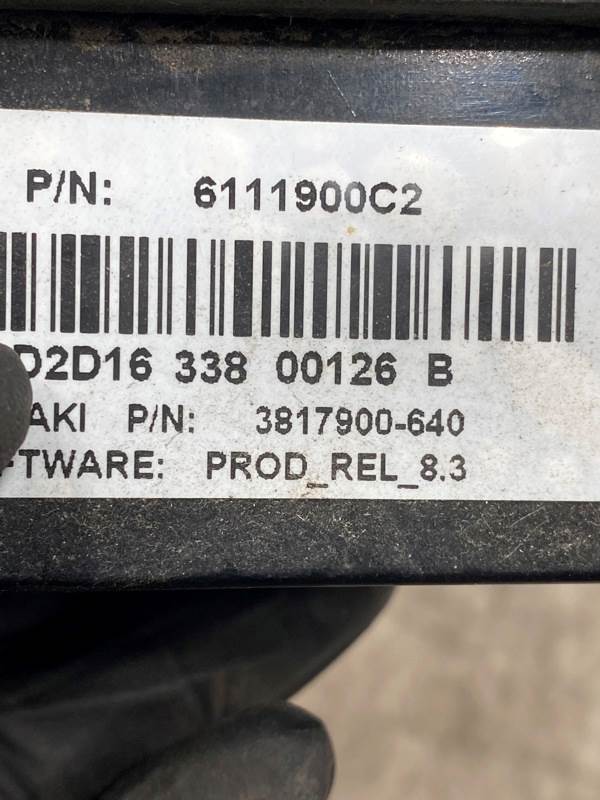 P/N: 6111900C2
D2D16 338 00126 B
AKI P/N: 3817900-640
TWARE: PROD_REL_8.3